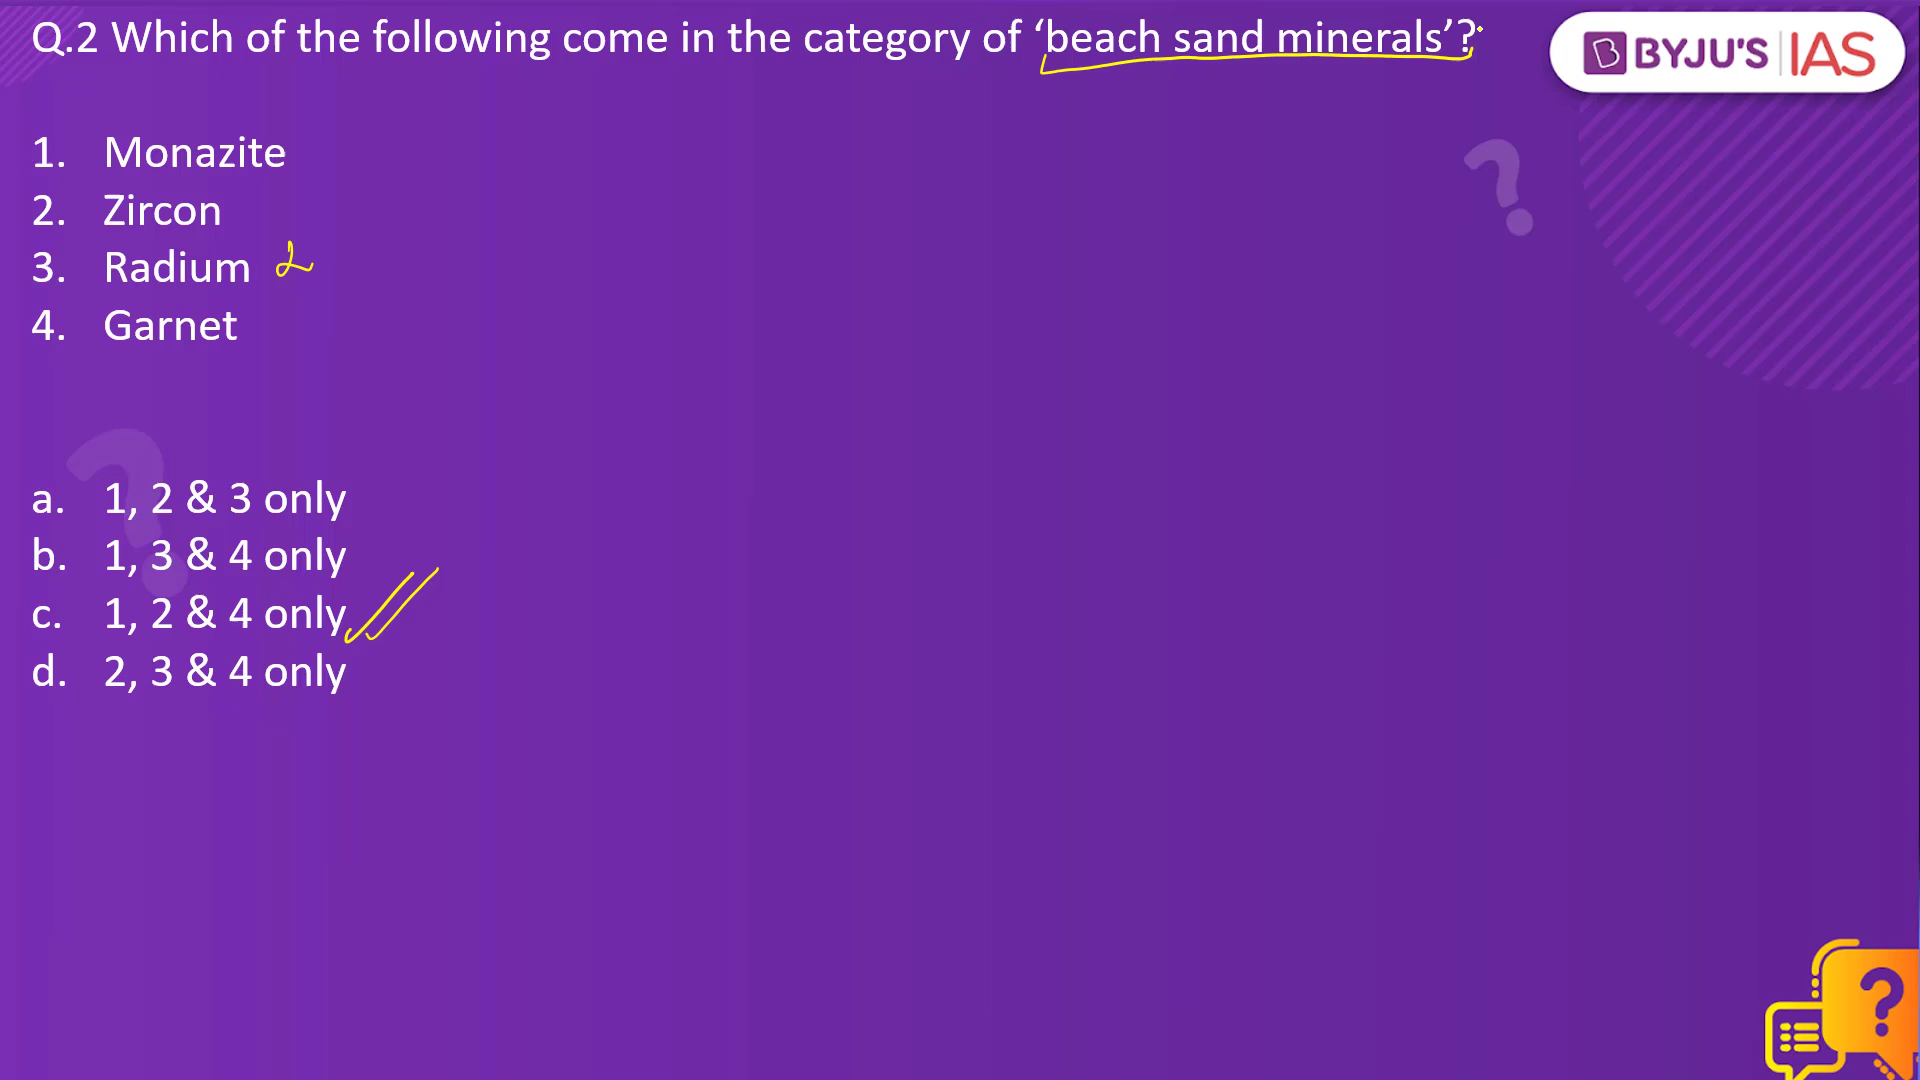 Q.2 Which of the following come in the category of ‘beach sand minerals’?
BYJU'S | IAS
1. Monazite
2. Zircon
3. Radium
4. Garnet
a. 1, 2 & 3 only
b. 1, 3 & 4 only
c. 1, 2 & 4 only
d. 2, 3 & 4 only